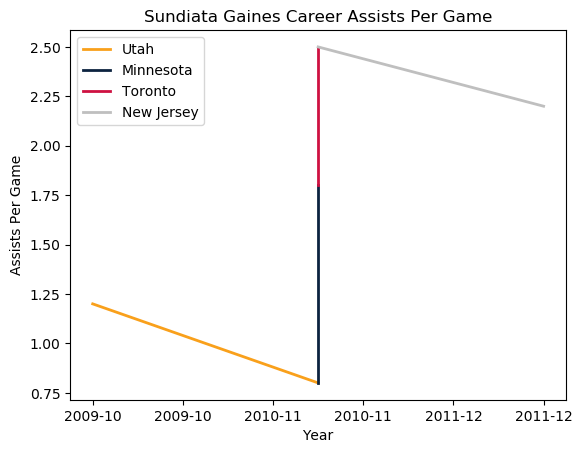 Sundiata Gaines Career Assists Per Game
Utah
Minnesota
Toronto
New Jersey
2.50
2.25
2.00
1.75
1.50
1.25
1.00
0.75
Assists Per Game
2009-10
2009-10
2010-11
2010-11
2011-12
2011-12
Year